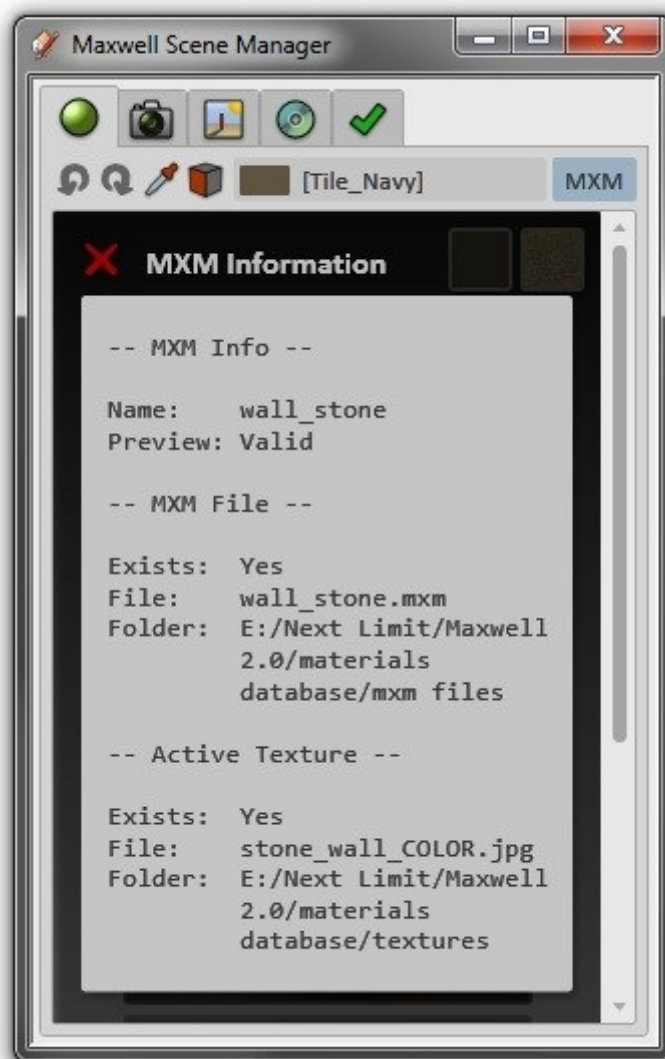 Maxwell Scene Manager
[Tile_Navy] MXM
MXM Information
-- MXM Info --
Name: wall_stone
Preview: Valid
-- MXM File --
Exists: Yes
File: wall_stone.mxm
Folder: E:/Next Limit/Maxwell
2.0/materials
database/mxm files
-- Active Texture --
Exists: Yes
File: stone_wall_COLOR.jpg
Folder: E:/Next Limit/Maxwell
2.0/materials
database/textures